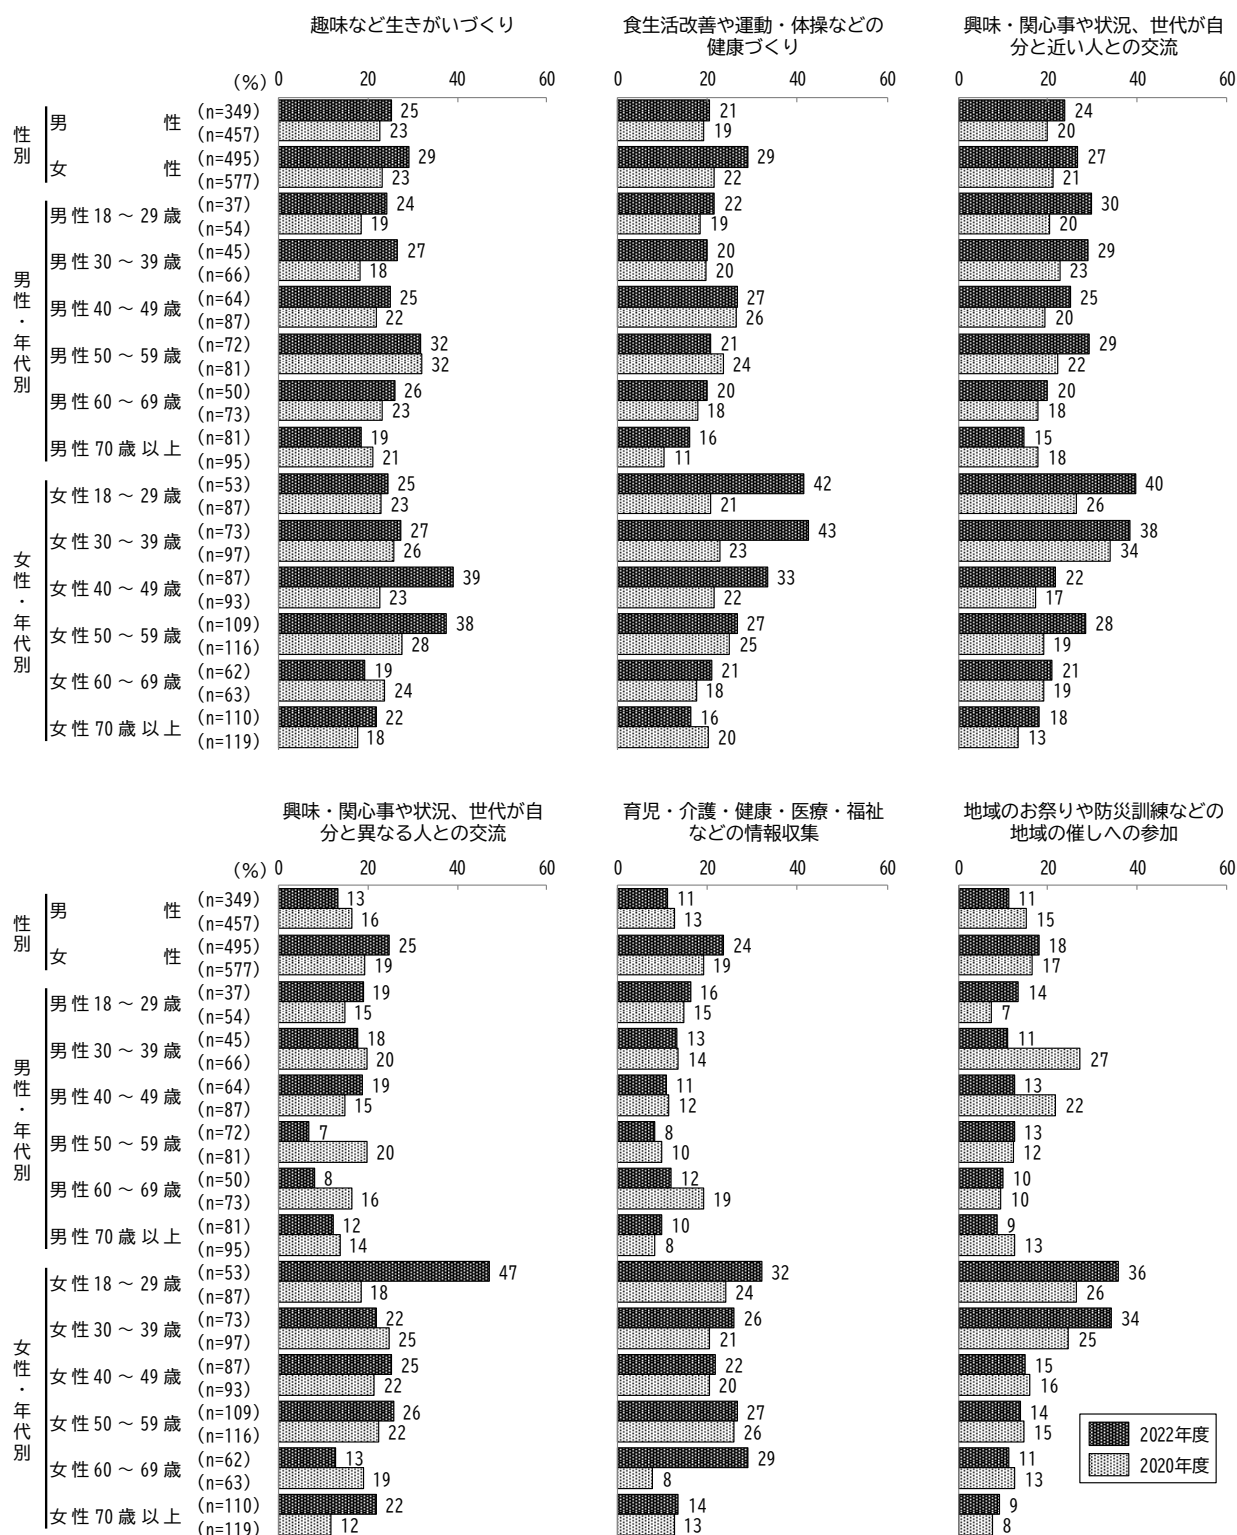 趣味など生きがいづくり
食生活改善や運動・体操などの
健康づくり
興味・関心事や状況、世代が自
分と近い人との交流
(%) 0 20 40 60 0 20 40 60 0 20 40 60
性別
男性 (n=349) 25 21 24
(n=457) 23 19 20
女性 (n=495) 29 29 27
(n=577) 23 22 21
男性・年代別
男性18～29歳 (n=37) 24 22 30
(n=54) 19 19 20
男性30～39歳 (n=45) 27 20 29
(n=66) 18 20 23
男性40～49歳 (n=64) 25 27 25
(n=87) 22 26 20
男性50～59歳 (n=72) 32 21 29
(n=81) 32 24 22
男性60～69歳 (n=50) 26 20 20
(n=73) 23 18 18
男性70歳以上 (n=81) 19 16 15
(n=95) 21 11 18
女性・年代別
女性18～29歳 (n=53) 25 42 40
(n=87) 23 21 26
女性30～39歳 (n=73) 27 43 38
(n=97) 26 23 34
女性40～49歳 (n=87) 39 33 22
(n=93) 23 22 17
女性50～59歳 (n=109) 38 27 28
(n=116) 28 25 19
女性60～69歳 (n=62) 19 21 21
(n=63) 24 18 19
女性70歳以上 (n=110) 22 16 18
(n=119) 18 20 13
興味・関心事や状況、世代が自
分と異なる人との交流
育児・介護・健康・医療・福祉
などの情報収集
地域のお祭りや防災訓練などの
地域の催しへの参加
(%) 0 20 40 60 0 20 40 60 0 20 40 60
性別
男性 (n=349) 13 11 11
(n=457) 16 13 15
女性 (n=495) 25 24 18
(n=577) 19 19 17
男性・年代別
男性18～29歳 (n=37) 19 16 14
(n=54) 15 15 7
男性30～39歳 (n=45) 18 13 11
(n=66) 20 14 27
男性40～49歳 (n=64) 19 11 13
(n=87) 15 12 22
男性50～59歳 (n=72) 7 8 13
(n=81) 20 10 12
男性60～69歳 (n=50) 8 12 10
(n=73) 16 19 10
男性70歳以上 (n=81) 12 10 9
(n=95) 14 8 13
女性・年代別
女性18～29歳 (n=53) 47 32 36
(n=87) 18 24 26
女性30～39歳 (n=73) 22 26 34
(n=97) 25 21 25
女性40～49歳 (n=87) 25 22 15
(n=93) 22 20 16
女性50～59歳 (n=109) 26 27 14
(n=116) 22 26 15
女性60～69歳 (n=62) 13 29 11
(n=63) 19 8 13
女性70歳以上 (n=110) 22 14 9
(n=119) 12 13 8
2022年度
2020年度